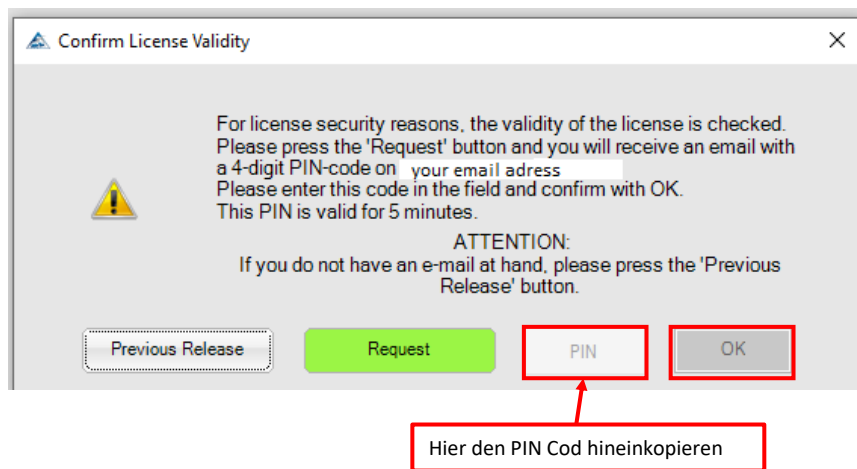 Confirm License Validity
For license security reasons, the validity of the license is checked.
Please press the 'Request' button and you will receive an email with
a 4-digit PIN-code on your email adress
Please enter this code in the field and confirm with OK.
This PIN is valid for 5 minutes.
ATTENTION:
If you do not have an e-mail at hand, please press the 'Previous
Release' button.
Previous Release Request PIN OK
Hier den PIN Cod hineinkopieren